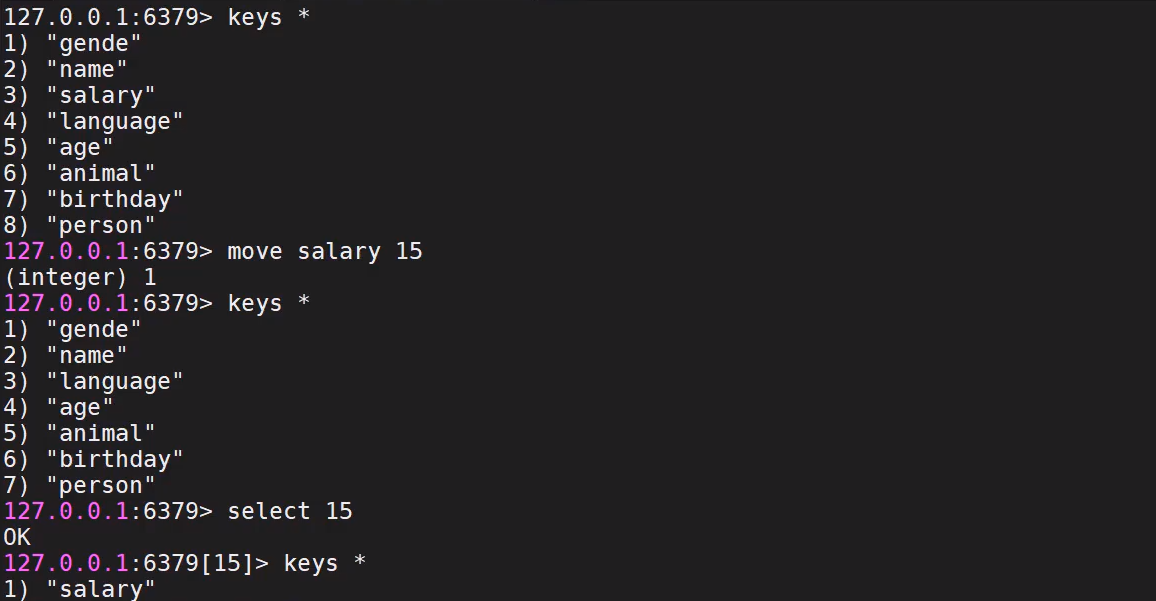 127.0.0.1:6379> keys *
1) "gende"
2) "name"
3) "salary"
4) "language"
5) "age"
6) "animal"
7) "birthday"
8) "person"
127.0.0.1:6379> move salary 15
(integer) 1
127.0.0.1:6379> keys *
1) "gende"
2) "name"
3) "language"
4) "age"
5) "animal"
6) "birthday"
7) "person"
127.0.0.1:6379> select 15
OK
127.0.0.1:6379[15]> keys *
1) "salary"